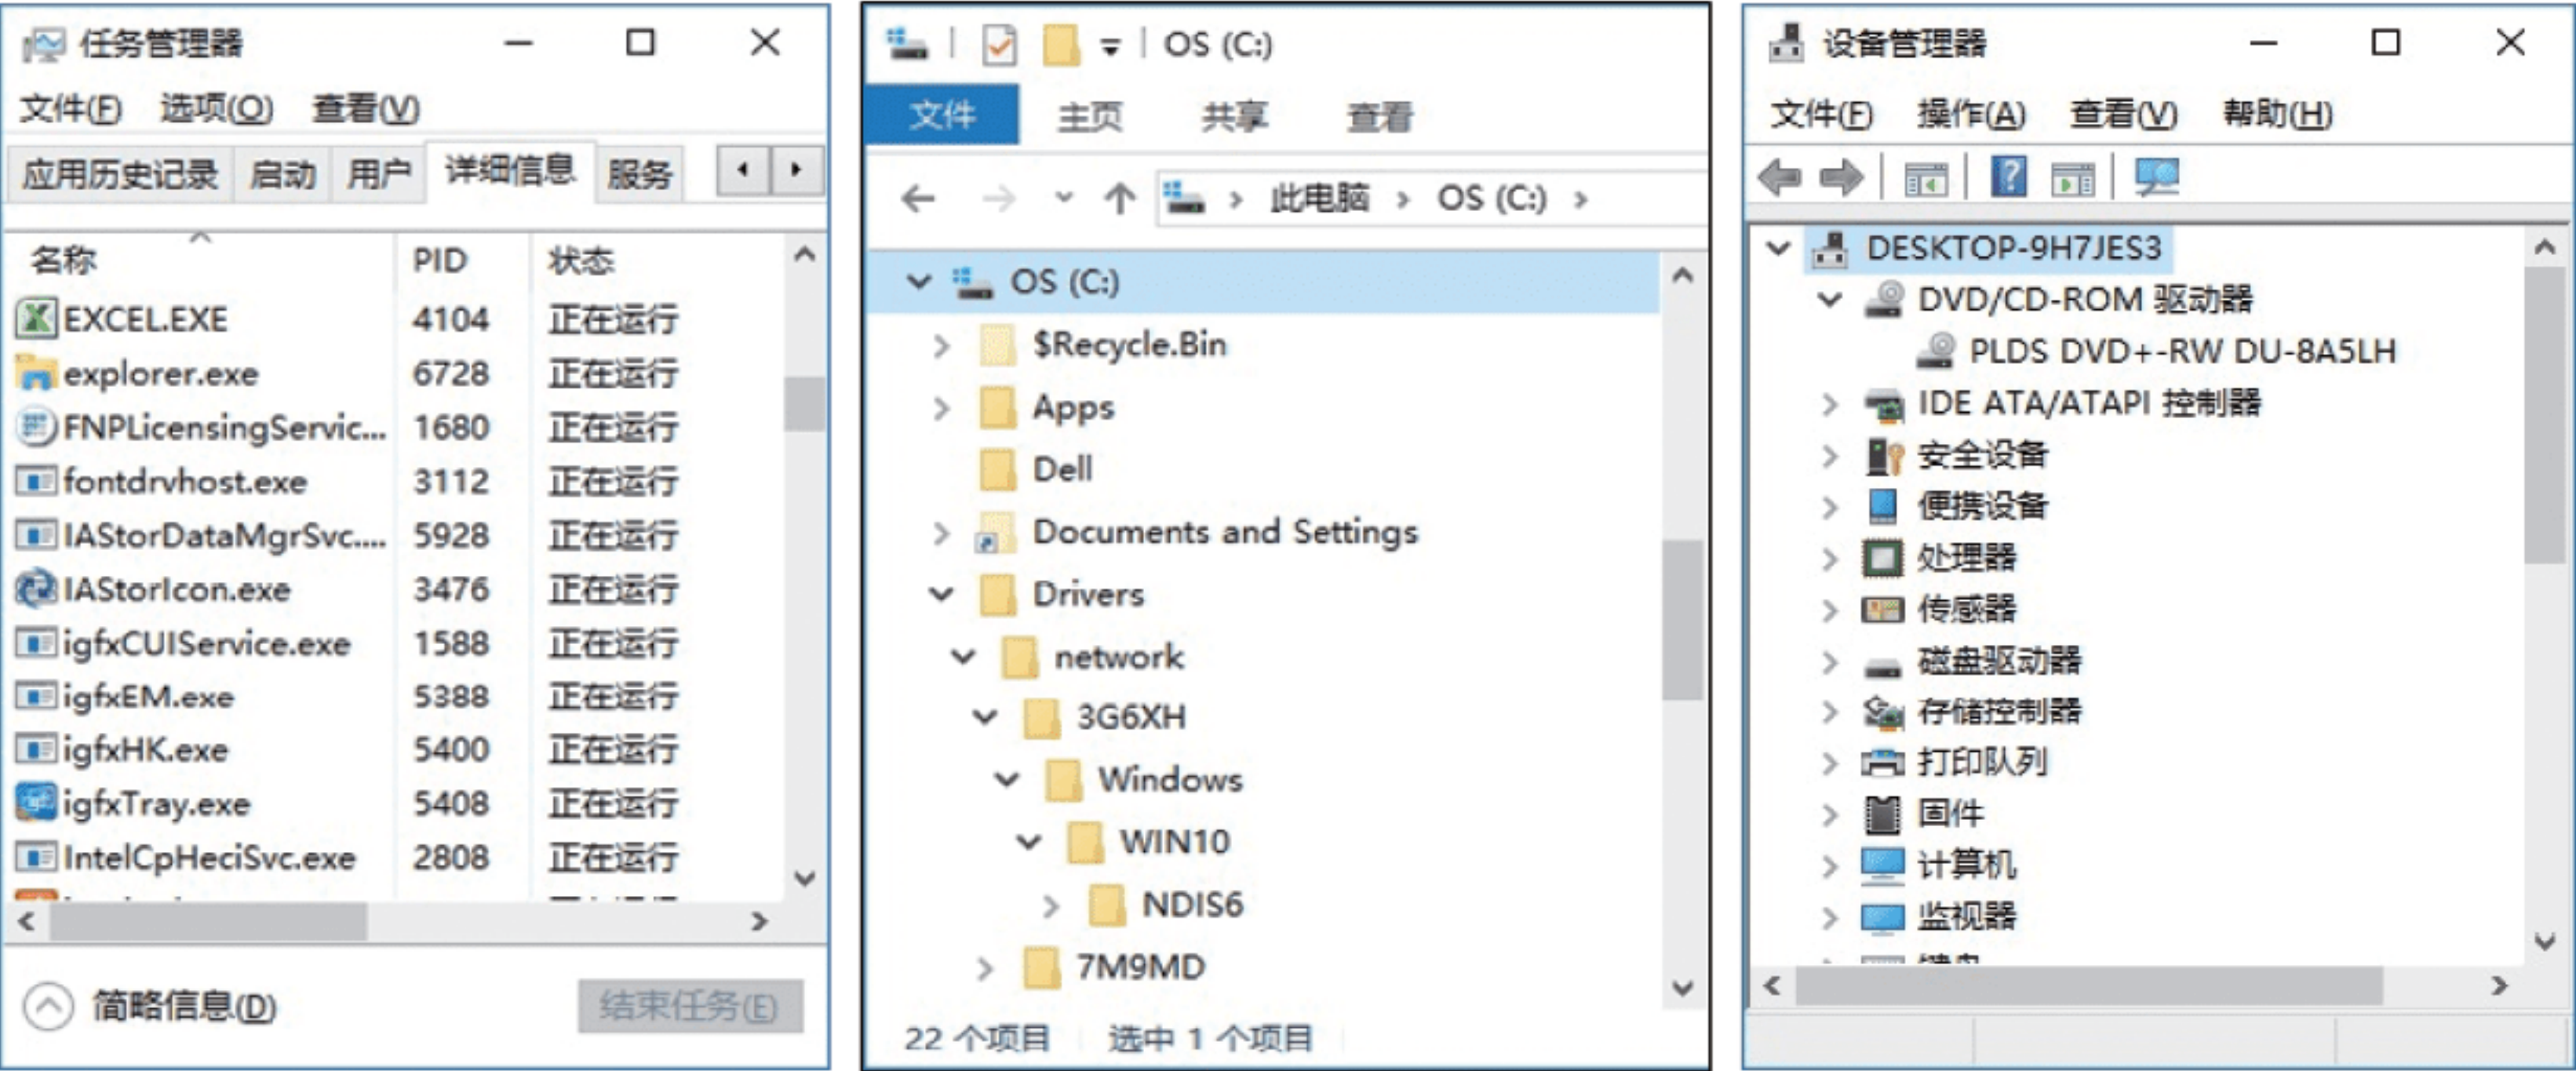 任务管理器
文件(F) 选项(O) 查看(V)
应用历史记录 启动 用户 详细信息 服务
名称 PID 状态
EXCEL.EXE 4104 正在运行
explorer.exe 6728 正在运行
FNPLicensingServic... 1680 正在运行
fontdrvhost.exe 3112 正在运行
IAStorDataMgrSvc.... 5928 正在运行
IAStorIcon.exe 3476 正在运行
igfxCUIService.exe 1588 正在运行
igfxEM.exe 5388 正在运行
igfxHK.exe 5400 正在运行
igfxTray.exe 5408 正在运行
IntelCpHeciSvc.exe 2808 正在运行
简略信息(D) 结束任务(E)
OS (C:)
文件 主页 共享 查看
此电脑 > OS (C:) >
OS (C:)
$Recycle.Bin
Apps
Dell
Documents and Settings
Drivers
network
3G6XH
Windows
WIN10
NDIS6
7M9MD
22 个项目 选中 1 个项目
设备管理器
文件(F) 操作(A) 查看(V) 帮助(H)
DESKTOP-9H7JES3
DVD/CD-ROM 驱动器
PLDS DVD+-RW DU-8A5LH
IDE ATA/ATAPI 控制器
安全设备
便携设备
处理器
传感器
磁盘驱动器
存储控制器
打印队列
固件
计算机
监视器